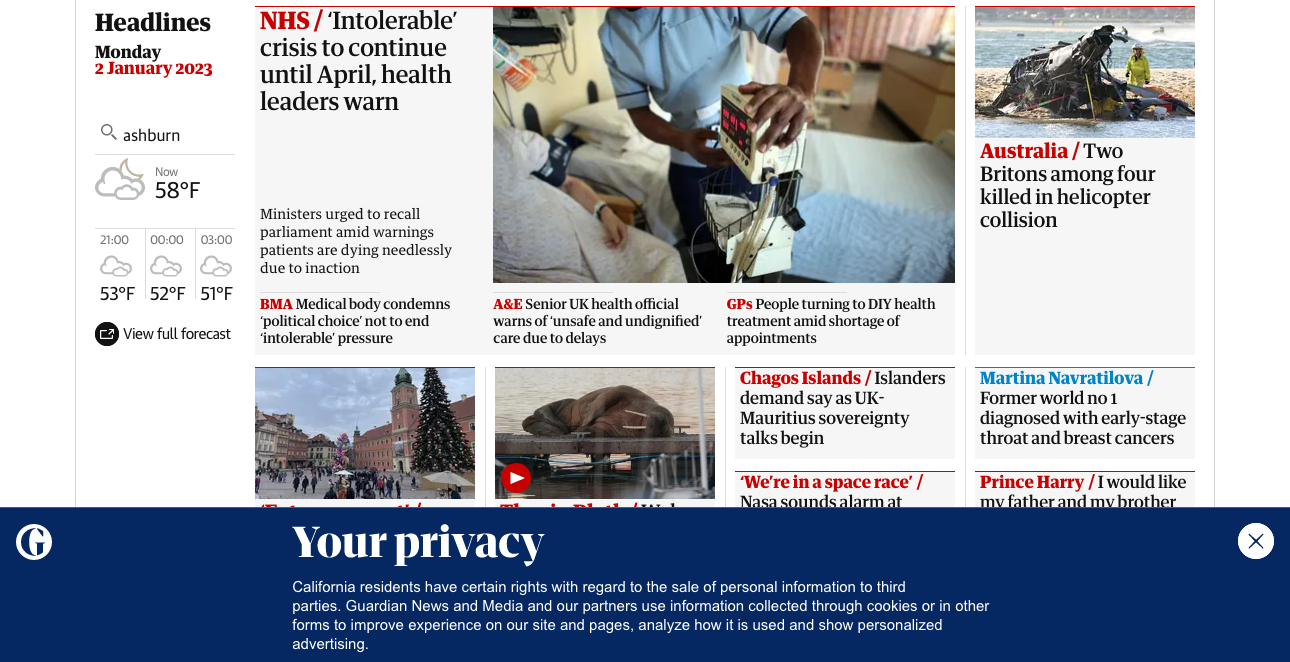 Headlines
Monday
2 January 2023
ashburn
Now
58°F
21:00
00:00
03:00
53°F
52°F
51°F
View full forecast
NHS / ‘Intolerable’
crisis to continue
until April, health
leaders warn
Ministers urged to recall
parliament amid warnings
patients are dying needlessly
due to inaction
BMA Medical body condemns
‘political choice’ not to end
‘intolerable’ pressure
A&E Senior UK health official
warns of ‘unsafe and undignified’
care due to delays
GPs People turning to DIY health
treatment amid shortage of
appointments
Australia / Two
Britons among four
killed in helicopter
collision
Chagos Islands / Islanders
demand say as UK-
Mauritius sovereignty
talks begin
Martina Navratilova /
Former world no 1
diagnosed with early-stage
throat and breast cancers
‘We’re in a space race’ /
Nasa sounds alarm at
Prince Harry / I would like
my father and my brother
G
Your privacy
California residents have certain rights with regard to the sale of personal information to third
parties. Guardian News and Media and our partners use information collected through cookies or in other
forms to improve experience on our site and pages, analyze how it is used and show personalized
advertising.